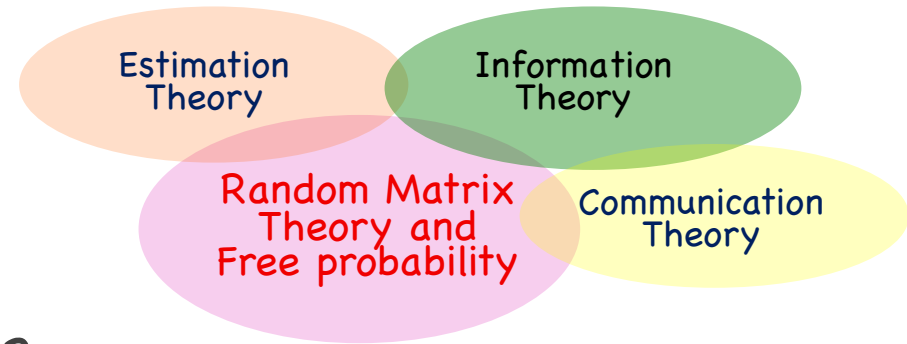 Estimation
Theory
Information
Theory
Random Matrix
Theory and
Free probability
Communication
Theory